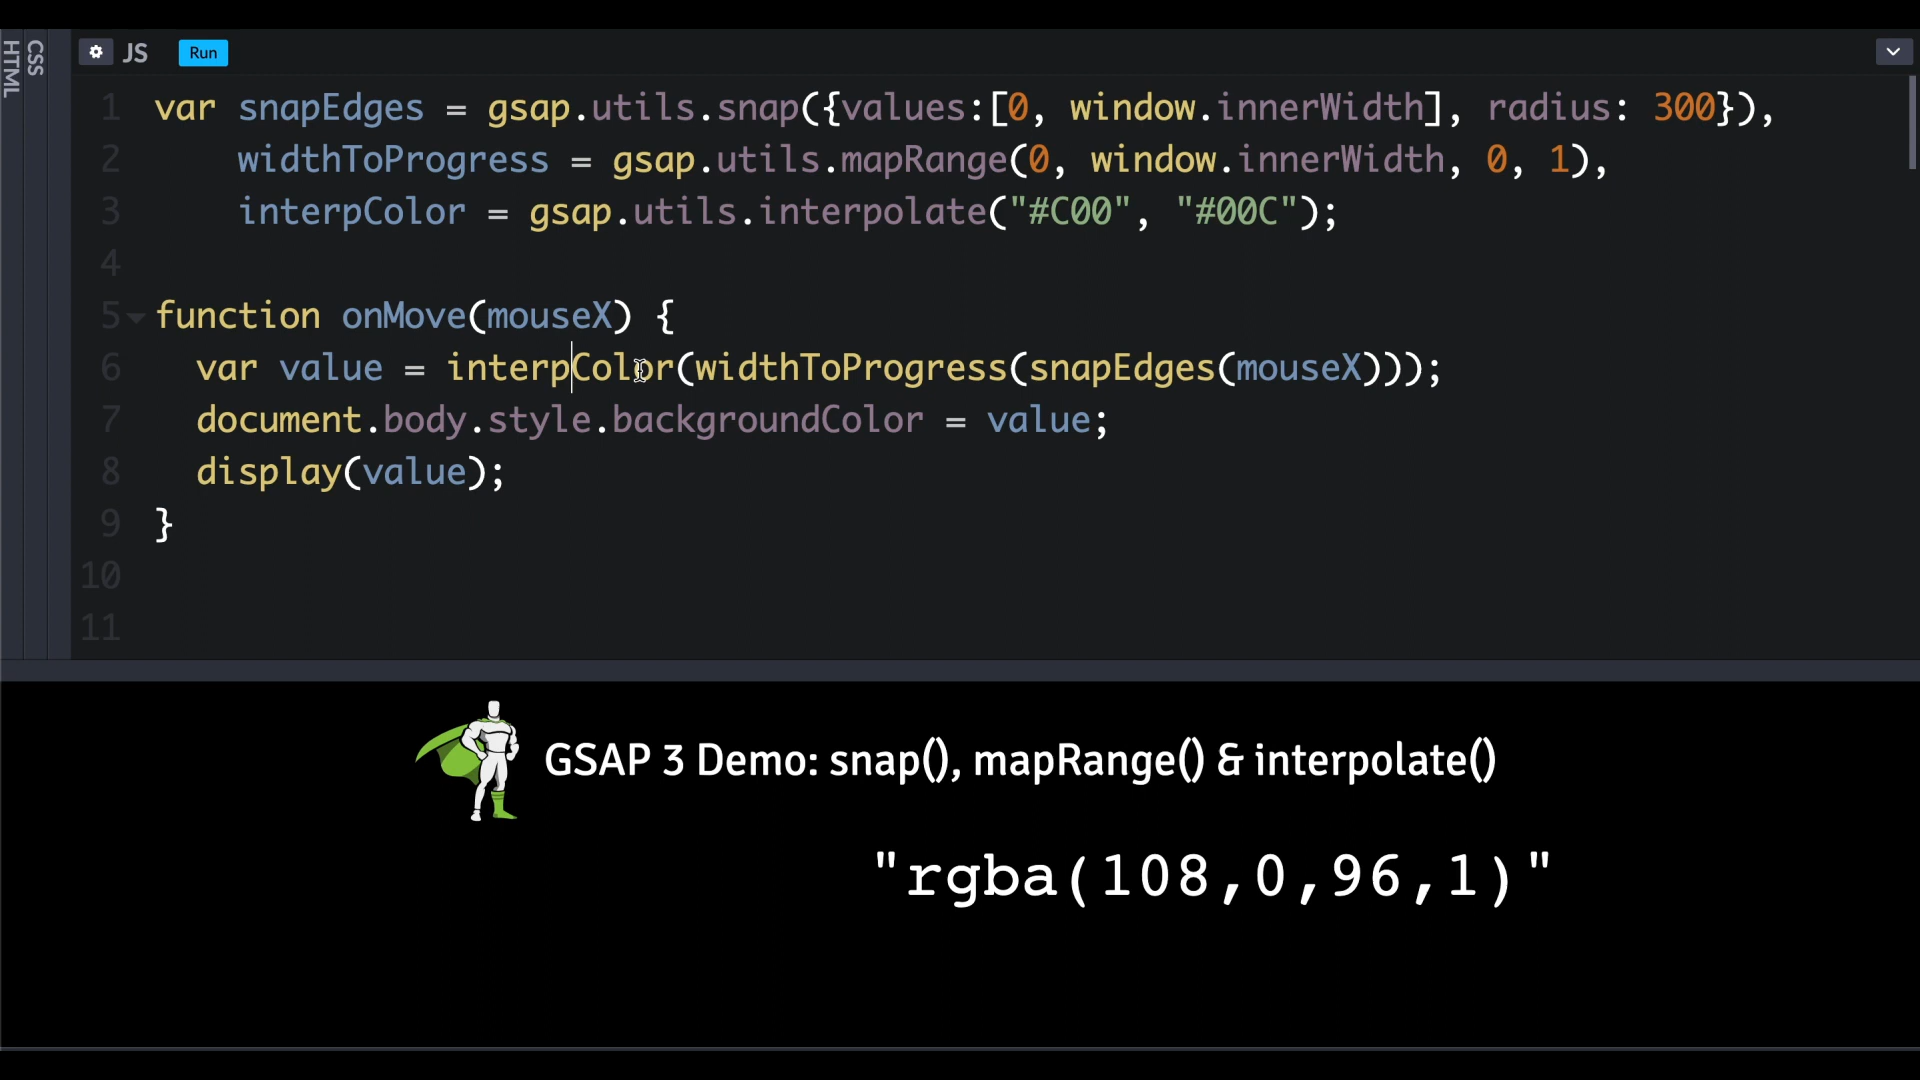 HTML
CSS
JS
Run
1 var snapEdges = gsap.utils.snap({values:[0, window.innerWidth], radius: 300}),
2 widthToProgress = gsap.utils.mapRange(0, window.innerWidth, 0, 1),
3 interpColor = gsap.utils.interpolate("#C00", "#00C");
4
5 function onMove(mouseX) {
6 var value = interpColor(widthToProgress(snapEdges(mouseX)));
7 document.body.style.backgroundColor = value;
8 display(value);
9 }
10
11
GSAP 3 Demo: snap(), mapRange() & interpolate()
"rgba(108,0,96,1)"